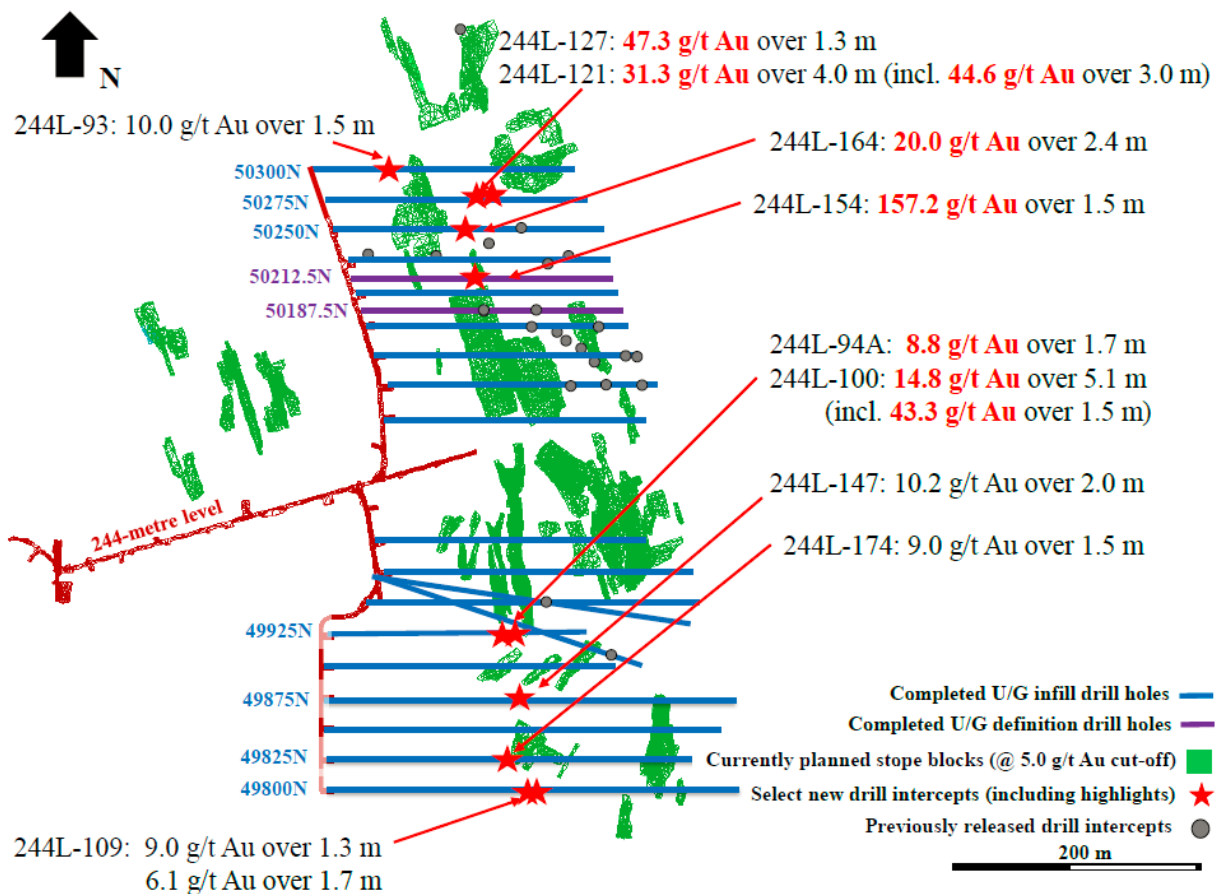 244L-127: 47.3 g/t Au over 1.3 m
244L-121: 31.3 g/t Au over 4.0 m (incl. 44.6 g/t Au over 3.0 m)
N
244L-93: 10.0 g/t Au over 1.5 m
244L-164: 20.0 g/t Au over 2.4 m
50300N
50275N
244L-154: 157.2 g/t Au over 1.5 m
50250N
50212.5N
50187.5N
244L-94A: 8.8 g/t Au over 1.7 m
244L-100: 14.8 g/t Au over 5.1 m
(incl. 43.3 g/t Au over 1.5 m)
244L-147: 10.2 g/t Au over 2.0 m
244-metre level
244L-174: 9.0 g/t Au over 1.5 m
49925N
49875N
49825N
49800N
Completed U/G infill drill holes
Completed U/G definition drill holes
Currently planned stope blocks (@ 5.0 g/t Au cut-off)
Select new drill intercepts (including highlights)
Previously released drill intercepts
200 m
244L-109: 9.0 g/t Au over 1.3 m
6.1 g/t Au over 1.7 m